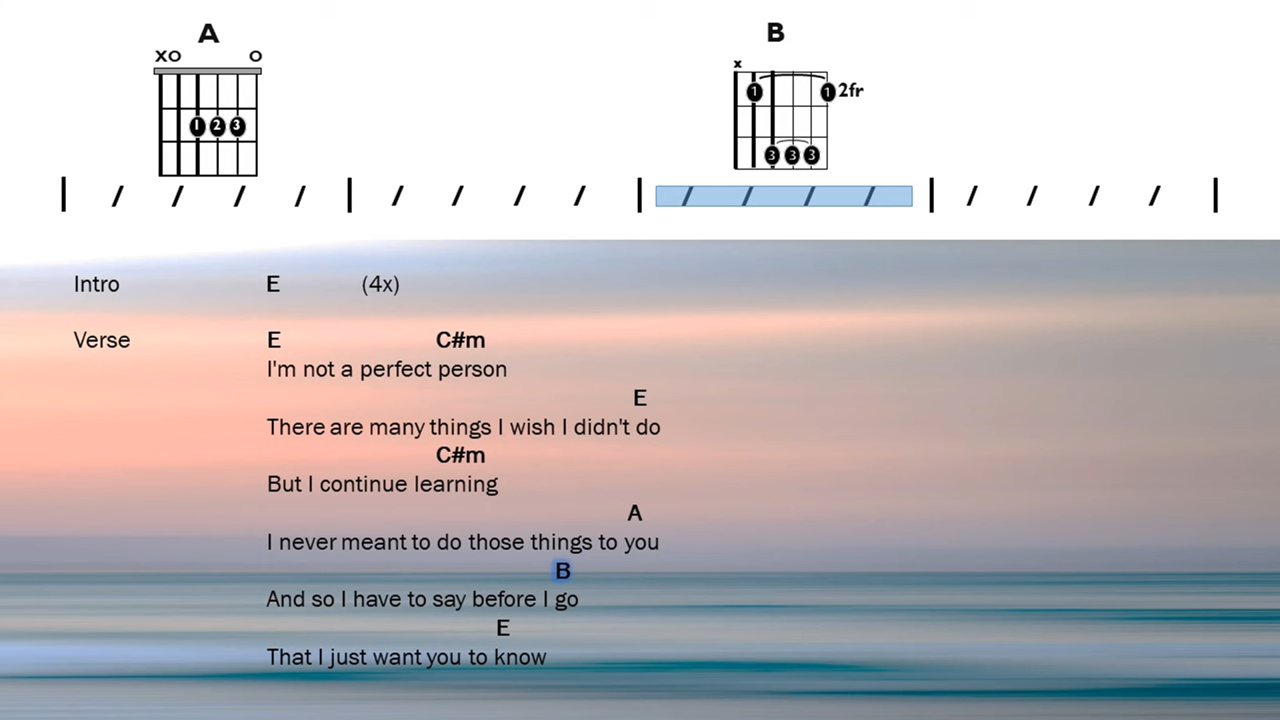 A B
xo o x
1 2 3 1 1 2fr
3 3 3
Intro E (4x)
Verse E C#m
I'm not a perfect person
E
There are many things I wish I didn't do
C#m
But I continue learning
A
I never meant to do those things to you
B
And so I have to say before I go
E
That I just want you to know